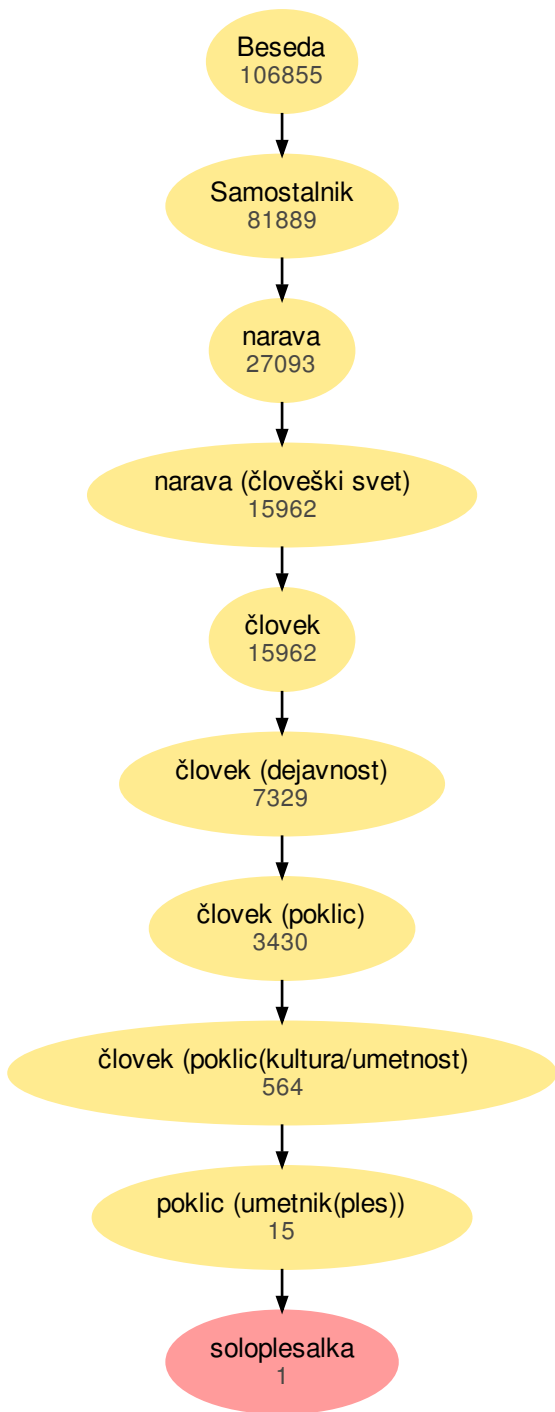 Beseda
106855
Samostalnik
81889
narava
27093
narava (človeški svet)
15962
človek
15962
človek (dejavnost)
7329
človek (poklic)
3430
človek (poklic(kultura/umetnost)
564
poklic (umetnik(ples))
15
soloplesalka
1